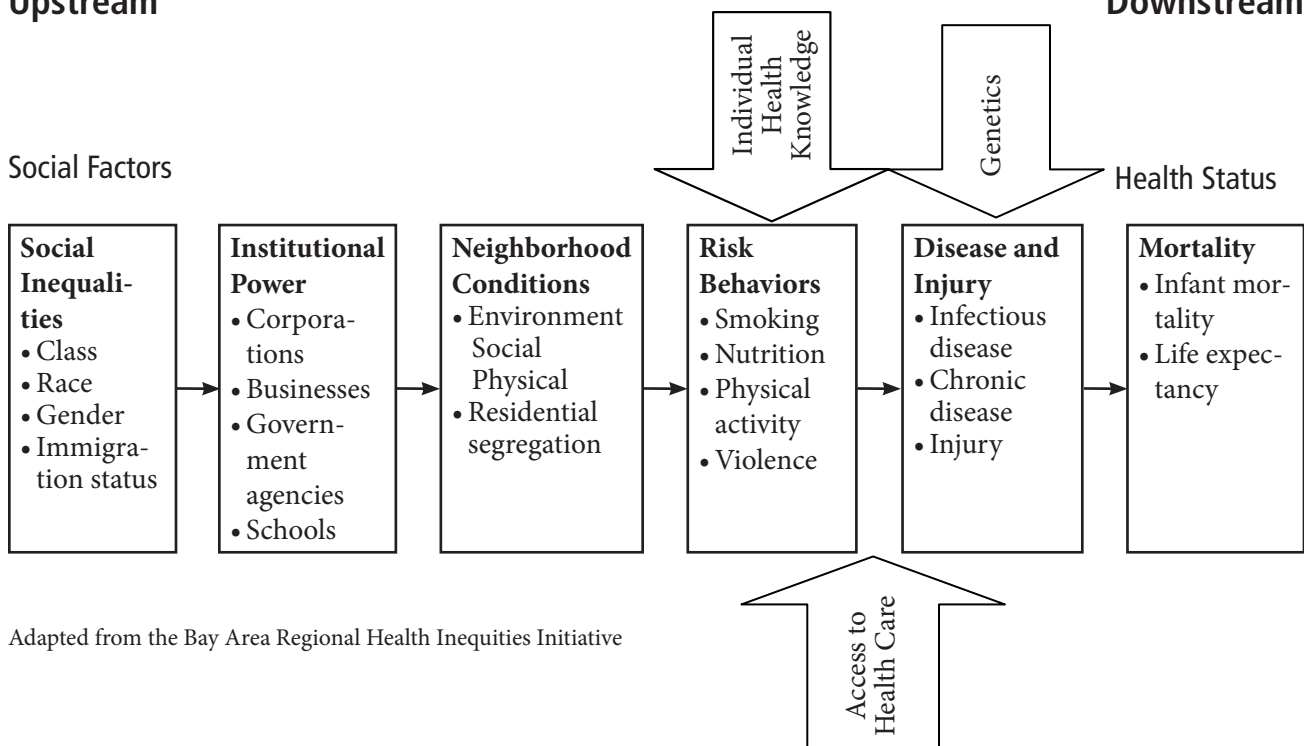 Upstream
Downstream
Individual
Health
Knowledge
Genetics
Social Factors
Health Status
Social
Inequali-
ties
• Class
• Race
• Gender
• Immigra-
tion status
Institutional
Power
• Corpora-
tions
• Businesses
• Govern-
ment
agencies
• Schools
Neighborhood
Conditions
• Environment
Social
Physical
• Residential
segregation
Risk
Behaviors
• Smoking
• Nutrition
• Physical
activity
• Violence
Disease and
Injury
• Infectious
disease
• Chronic
disease
• Injury
Mortality
• Infant mor-
tality
• Life expec-
tancy
Adapted from the Bay Area Regional Health Inequities Initiative
Access to
Health Care